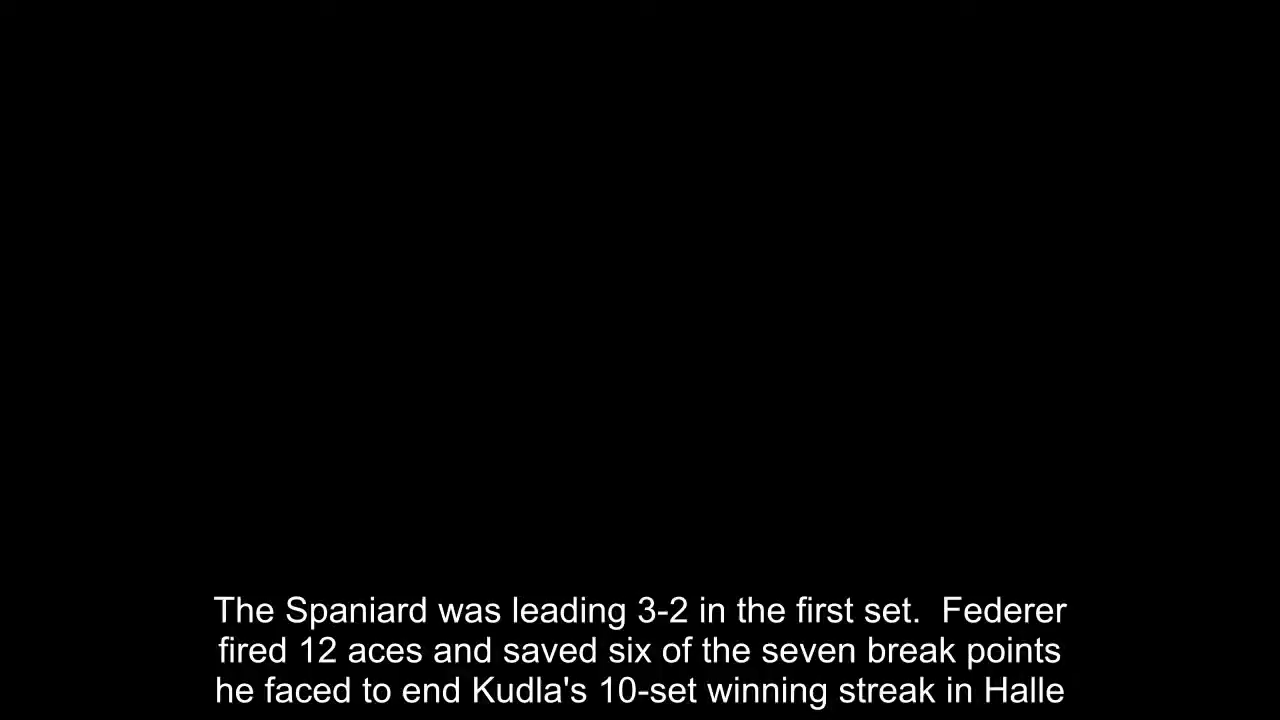 The Spaniard was leading 3-2 in the first set.  Federer
fired 12 aces and saved six of the seven break points
he faced to end Kudla's 10-set winning streak in Halle